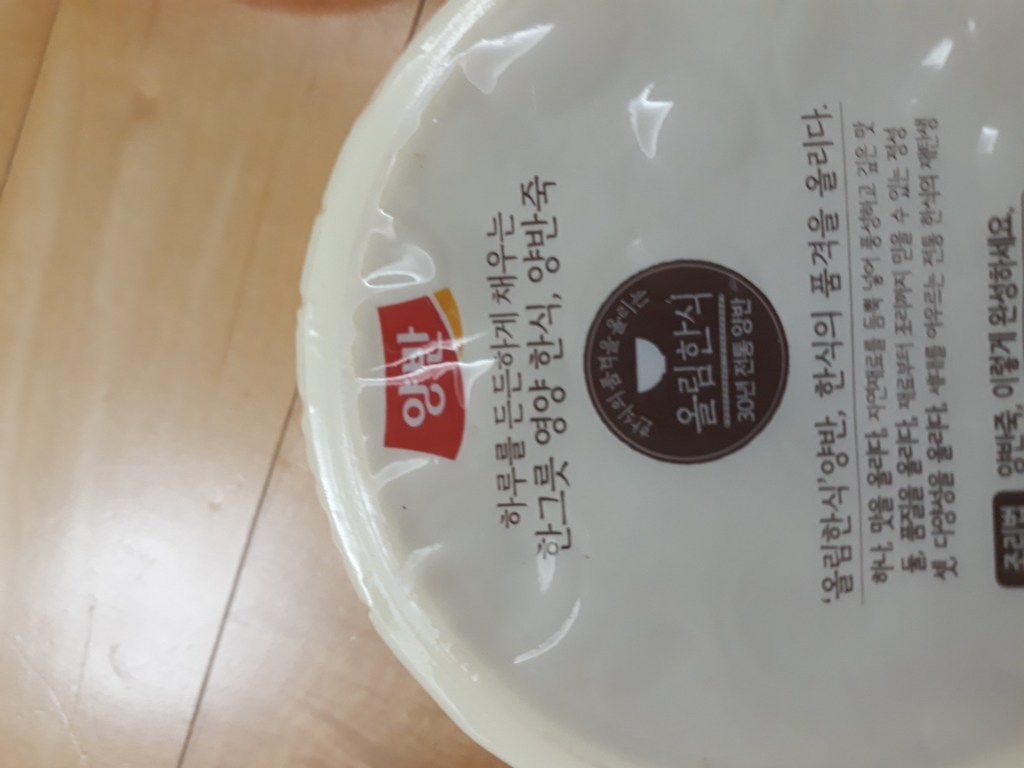 양반
하루를 든든하게 채우는
한그릇 영양 한식, 양반죽
한식의 품격을 올리는
올림한식
30년 전통 양반
'올림한식'양반, 한식의 품격을 올리다.
하나, 맛을 올리다, 자연재료를 듬뿍 넣어 풍성하고 깊은 맛
둘, 품질을 올리다, 재료부터 조리까지 믿을 수 있는 정성
셋, 다양성을 올리다, 세대를 아우르는 전통 한식의 재탄생
조리법 양반죽, 이렇게 완성하세요.